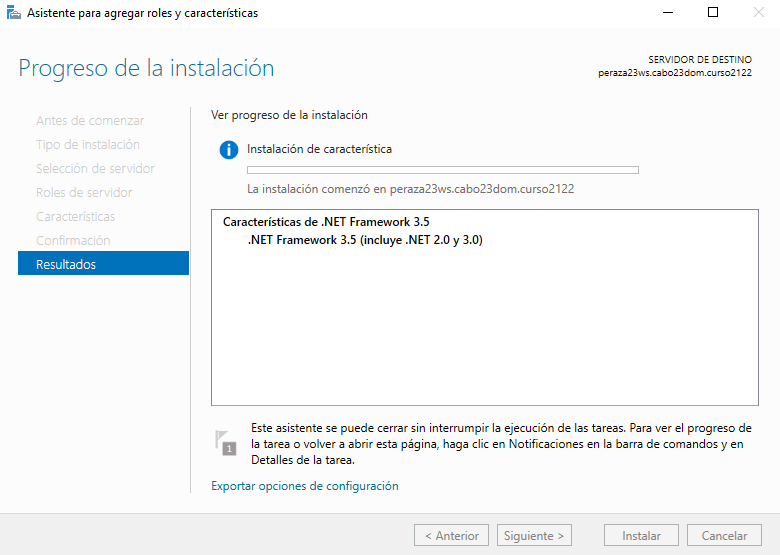 Asistente para agregar roles y características
Progreso de la instalación
SERVIDOR DE DESTINO
peraza23ws.cabo23dom.curso2122
Antes de comenzar
Tipo de instalación
Selección de servidor
Roles de servidor
Características
Confirmación
Resultados
Ver progreso de la instalación
Instalación de característica
La instalación comenzó en peraza23ws.cabo23dom.curso2122
Características de .NET Framework 3.5
.NET Framework 3.5 (incluye .NET 2.0 y 3.0)
1
Este asistente se puede cerrar sin interrumpir la ejecución de las tareas. Para ver el progreso de
la tarea o volver a abrir esta página, haga clic en Notificaciones en la barra de comandos y en
Detalles de la tarea.
Exportar opciones de configuración
< Anterior
Siguiente >
Instalar
Cancelar